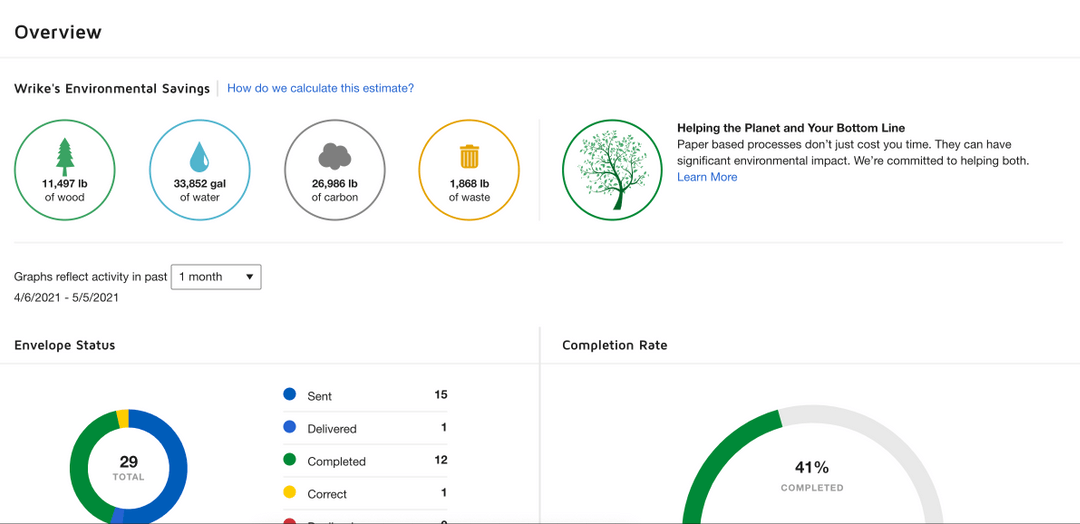 Overview
Wrike's Environmental Savings
How do we calculate this estimate?
11,497 lb
of wood
33,852 gal
of water
26,986 lb
of carbon
1,868 lb
of waste
Helping the Planet and Your Bottom Line
Paper based processes don't just cost you time. They can have
significant environmental impact. We're committed to helping both.
Learn More
Graphs reflect activity in past 1 month
4/6/2021 - 5/5/2021
Envelope Status
29
TOTAL
Sent 15
Delivered 1
Completed 12
Correct 1
Completion Rate
41%
COMPLETED